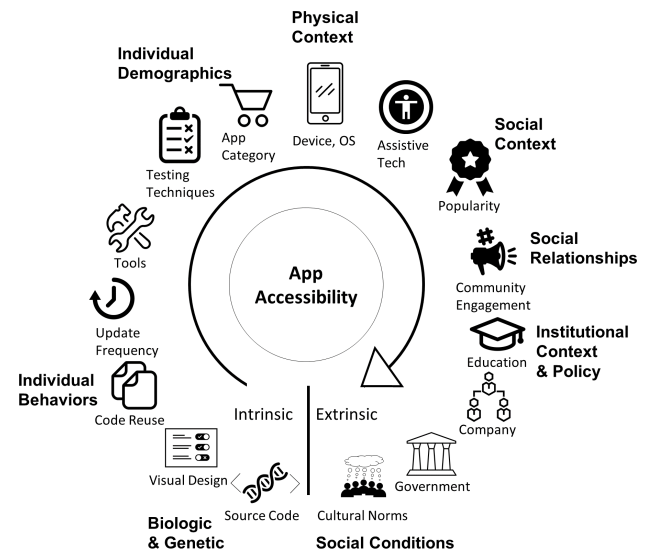 Physical
Context
Individual
Demographics
App
Category
Device, OS
Assistive
Tech
Social
Context
Testing
Techniques
Popularity
Tools
Social
Relationships
App
Accessibility
Community
Engagement
Update
Frequency
Institutional
Context
& Policy
Education
Individual
Behaviors
Code Reuse
Intrinsic
Extrinsic
Company
Visual Design
Government
Source Code
Cultural Norms
Biologic
& Genetic
Social Conditions